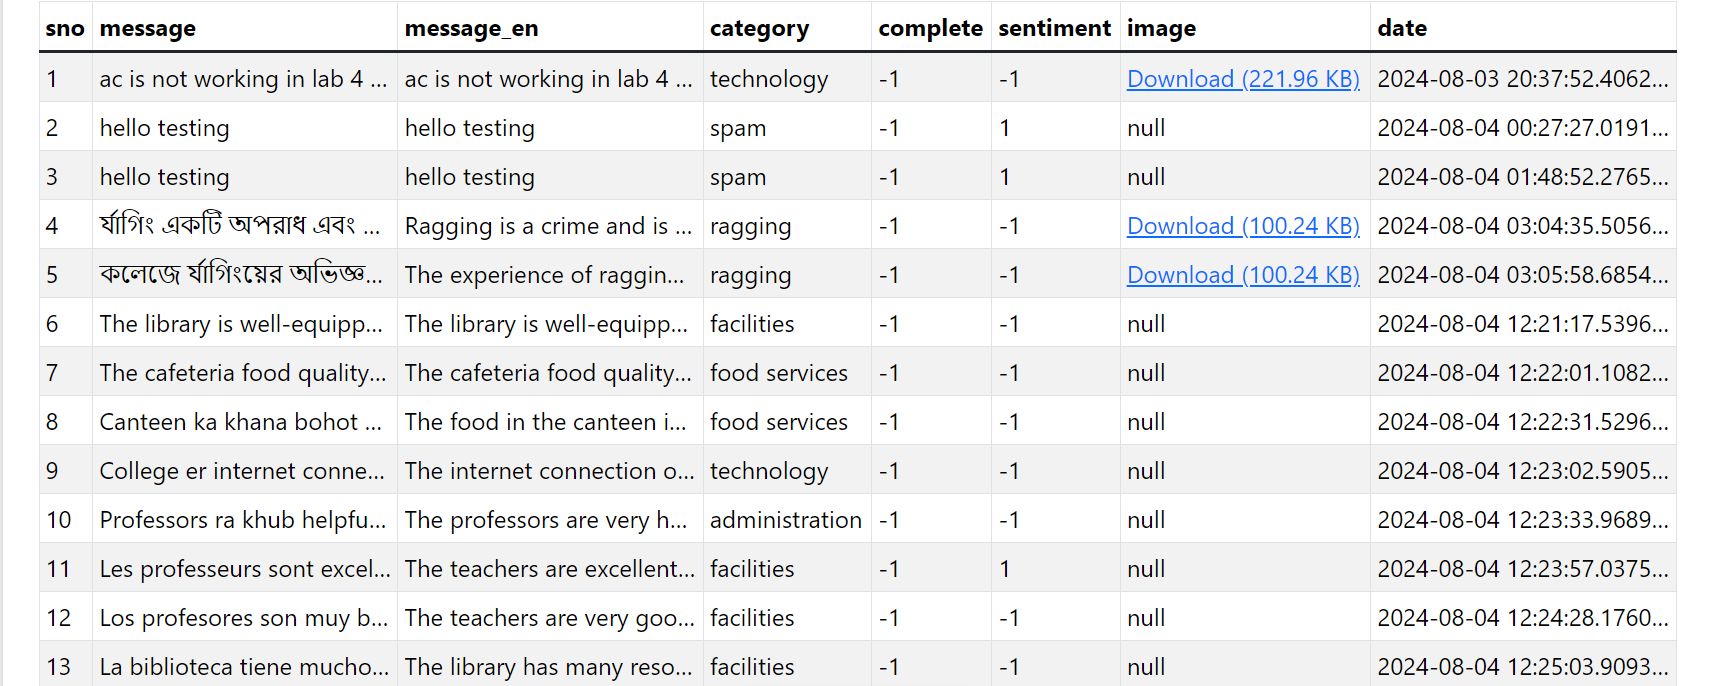 sno message message_en category complete sentiment image date
1 ac is not working in lab 4 ... ac is not working in lab 4 ... technology -1 -1 Download (221.96 KB) 2024-08-03 20:37:52.4062...
2 hello testing hello testing spam -1 1 null 2024-08-04 00:27:27.0191...
3 hello testing hello testing spam -1 1 null 2024-08-04 01:48:52.2765...
4 র্যাগিং একটি অপরাধ এবং ... Ragging is a crime and is ... ragging -1 -1 Download (100.24 KB) 2024-08-04 03:04:35.5056...
5 কলেজে র্যাগিংয়ের অভিজ্ঞ... The experience of raggin... ragging -1 -1 Download (100.24 KB) 2024-08-04 03:05:58.6854...
6 The library is well-equipp... The library is well-equipp... facilities -1 -1 null 2024-08-04 12:21:17.5396...
7 The cafeteria food quality... The cafeteria food quality... food services -1 -1 null 2024-08-04 12:22:01.1082...
8 Canteen ka khana bohot ... The food in the canteen i... food services -1 -1 null 2024-08-04 12:22:31.5296...
9 College er internet conne... The internet connection o... technology -1 -1 null 2024-08-04 12:23:02.5905...
10 Professors ra khub helpfu... The professors are very h... administration -1 -1 null 2024-08-04 12:23:33.9689...
11 Les professeurs sont excel... The teachers are excellent... facilities -1 1 null 2024-08-04 12:23:57.0375...
12 Los profesores son muy b... The teachers are very goo... facilities -1 -1 null 2024-08-04 12:24:28.1760...
13 La biblioteca tiene mucho... The library has many reso... facilities -1 -1 null 2024-08-04 12:25:03.9093...